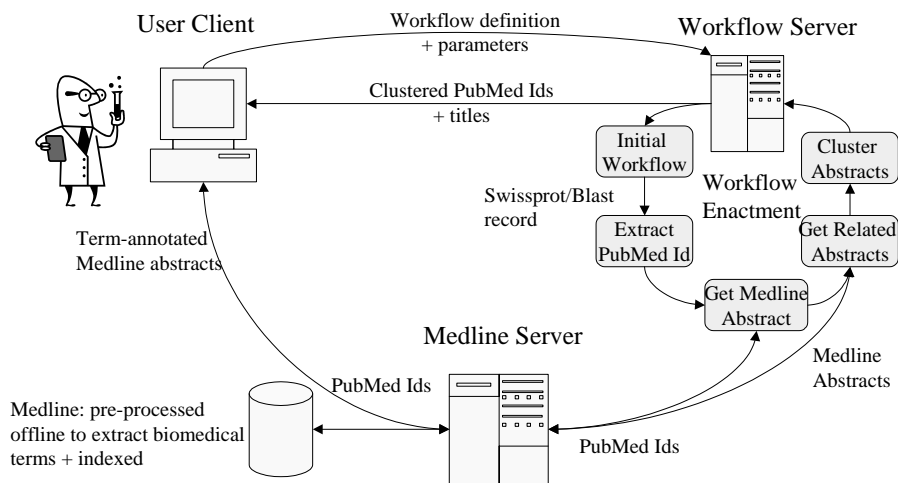 User Client
Workflow definition
+ parameters
Workflow Server
Clustered PubMed Ids
+ titles
Initial
Workflow
Cluster
Abstracts
Swissprot/Blast
record
Workflow
Enactment
Extract
PubMed Id
Get Related
Abstracts
Term-annotated
Medline abstracts
Get Medline
Abstract
Medline Server
Medline
Abstracts
PubMed Ids
Medline: pre-processed
offline to extract biomedical
terms + indexed
PubMed Ids